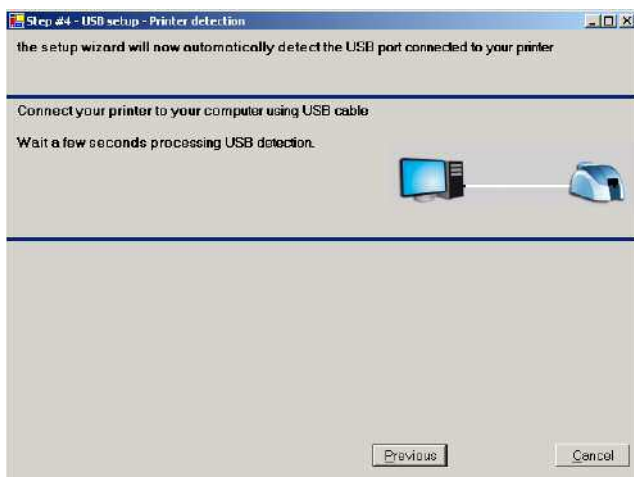 Step #4 - USB setup - Printer detection
the setup wizard will now automatically detect the USB port connected to your printer
Connect your printer to your computer using USB cable
Wait a few seconds processing USB detection.
Previous
Cancel